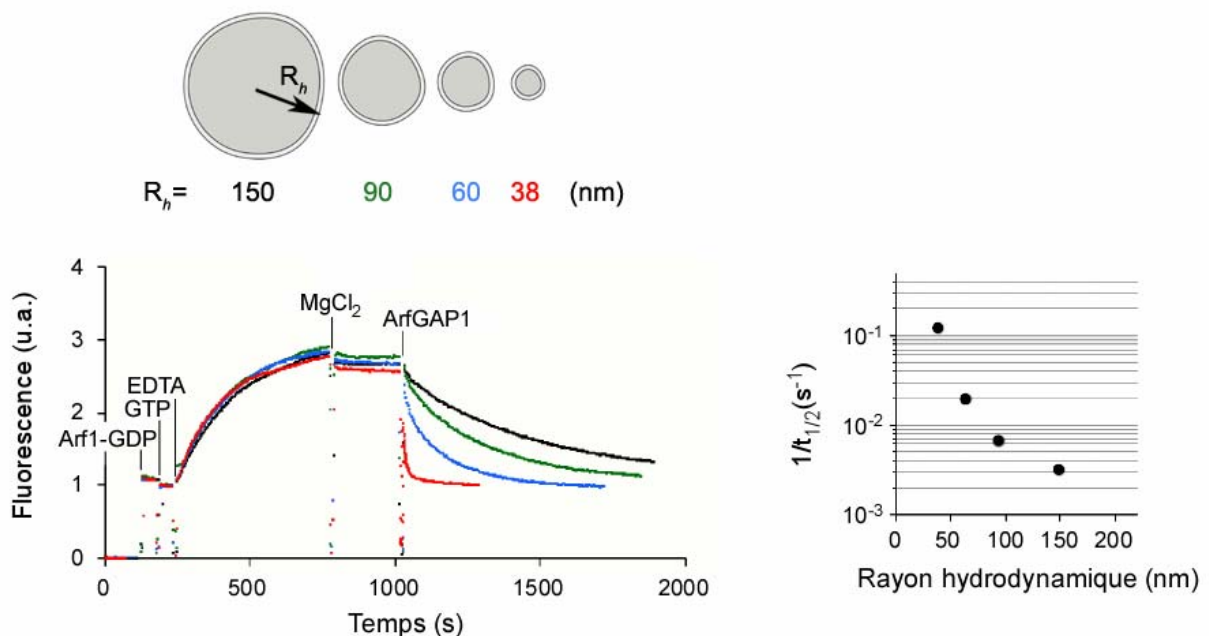 R_h
R_h= 150 90 60 38 (nm)
Fluorescence (u.a.)
4
3
2
1
0
Arf1-GDP
GTP
EDTA
MgCl₂
ArfGAP1
0 500 1000 1500 2000
Temps (s)
1/t₁/₂(s⁻¹)
10⁻¹
10⁻²
10⁻³
0 50 100 150 200
Rayon hydrodynamique (nm)